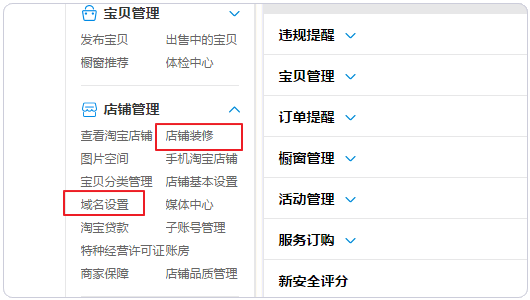 宝贝管理
发布宝贝 出售中的宝贝
橱窗推荐 体检中心
店铺管理
查看淘宝店铺 店铺装修
图片空间 手机淘宝店铺
宝贝分类管理 店铺基本设置
域名设置 媒体中心
淘宝贷款 子账号管理
特种经营许可证 账房
商家保障 店铺品质管理
违规提醒
宝贝管理
订单提醒
橱窗管理
活动管理
服务订购
新安全评分